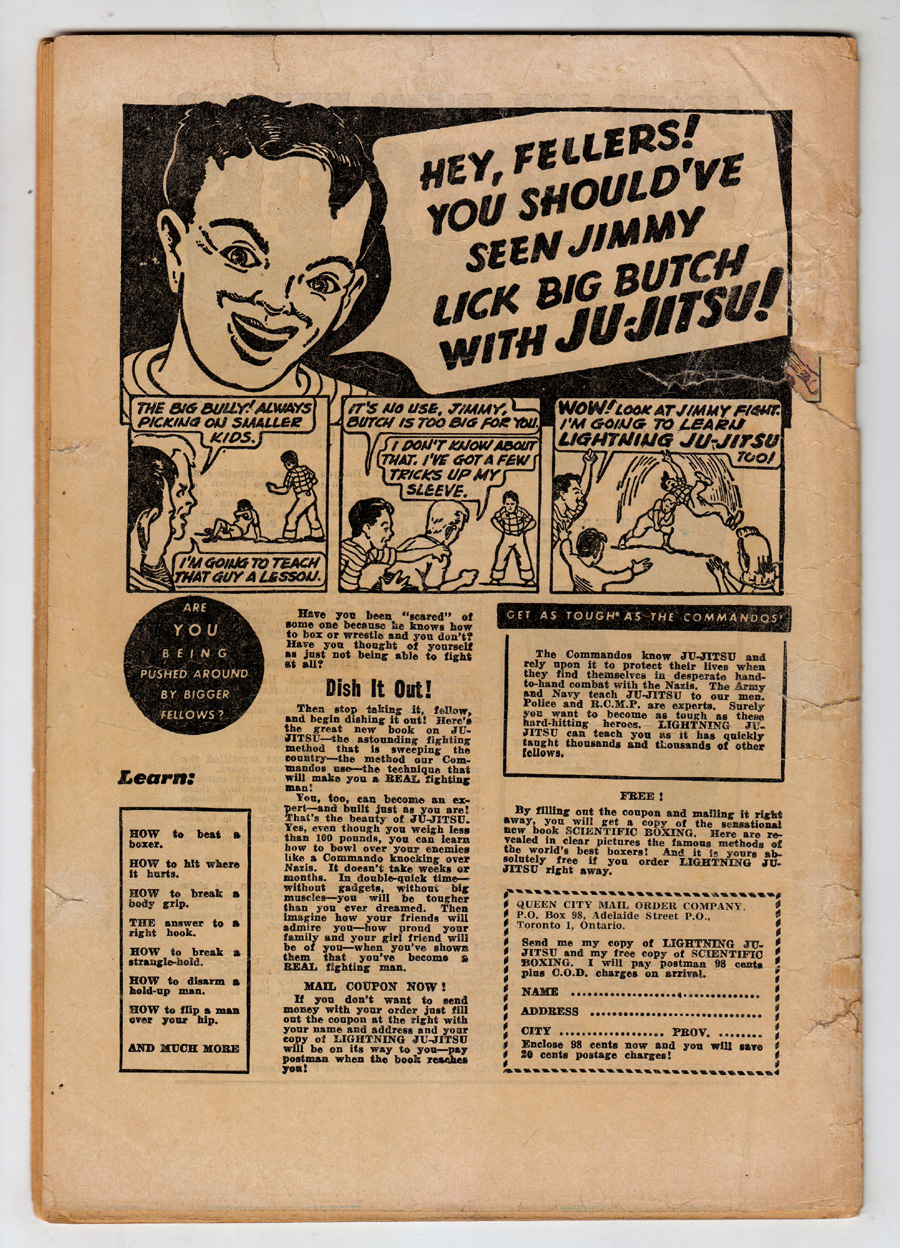 HEY, FELLERS!
YOU SHOULD'VE
SEEN JIMMY
LICK BIG BUTCH
WITH JU-JITSU!
THE BIG BULLY! ALWAYS
PICKING ON SMALLER
KIDS.
I'M GOING TO TEACH
THAT GUY A LESSON.
IT'S NO USE, JIMMY,
BUTCH IS TOO BIG FOR YOU.
I DON'T KNOW ABOUT
THAT. I'VE GOT A FEW
TRICKS UP MY
SLEEVE.
WOW! LOOK AT JIMMY FIGHT.
I'M GOING TO LEARN
LIGHTNING JU-JITSU
TOO!
ARE
YOU
BEING
PUSHED AROUND
BY BIGGER
FELLOWS?
Learn:
HOW to beat a
boxer.
HOW to hit where
it hurts.
HOW to break a
body grip.
THE answer to a
right hook.
HOW to break a
strangle-hold.
HOW to disarm a
hold-up man.
HOW to flip a man
over your hip.
AND MUCH MORE
Have you been "scared" of
some one because he knows how
to box or wrestle and you don't?
Have you thought of yourself
as just not being able to fight
at all?
Dish It Out!
Then stop taking it, fellow,
and begin dishing it out! Here's
the great new book on JU-
JITSU—the astounding fighting
method that is sweeping the
country—the method our Com-
mandos use—the technique that
will make you a REAL fighting
man!
You, too, can become an ex-
pert—and built just as you are!
That's the beauty of JU-JITSU.
Yes, even though you weigh less
than 100 pounds, you can learn
how to bowl over your enemies
like a Commando knocking over
Nazis. It doesn't take weeks or
months. In double-quick time—
without gadgets, without big
muscles—you will be tougher
than you ever dreamed. Then
imagine how your friends will
admire you—how proud your
family and your girl friend will
be of you—when you've shown
them that you've become a
REAL fighting man.
MAIL COUPON NOW!
If you don't want to send
money with your order just fill
out the coupon at the right with
your name and address and your
copy of LIGHTNING JU-JITSU
will be on its way to you—pay
postman when the book reaches
you!
GET AS TOUGH AS THE COMMANDOS'
The Commandos know JU-JITSU and
rely upon it to protect their lives when
they find themselves in desperate hand-
to-hand combat with the Nazis. The Army
and Navy teach JU-JITSU to our men.
Police and R.C.M.P. are experts. Surely
you want to become as tough as these
hard-hitting heroes. LIGHTNING JU-
JITSU can teach you as it has quickly
taught thousands and thousands of other
fellows.
FREE!
By filling out the coupon and mailing it right
away, you will get a copy of the sensational
new book SCIENTIFIC BOXING. Here are re-
vealed in clear pictures the famous methods of
the world's best boxers! And it is yours ab-
solutely free if you order LIGHTNING JU-
JITSU right away.
QUEEN CITY MAIL ORDER COMPANY,
P.O. Box 98, Adelaide Street P.O.,
Toronto 1, Ontario.
Send me my copy of LIGHTNING JU-
JITSU and my free copy of SCIENTIFIC
BOXING. I will pay postman 98 cents
plus C.O.D. charges on arrival.
NAME ........................................
ADDRESS ....................................
CITY ...................... PROV. ........
Enclose 98 cents now and you will save
20 cents postage charges!